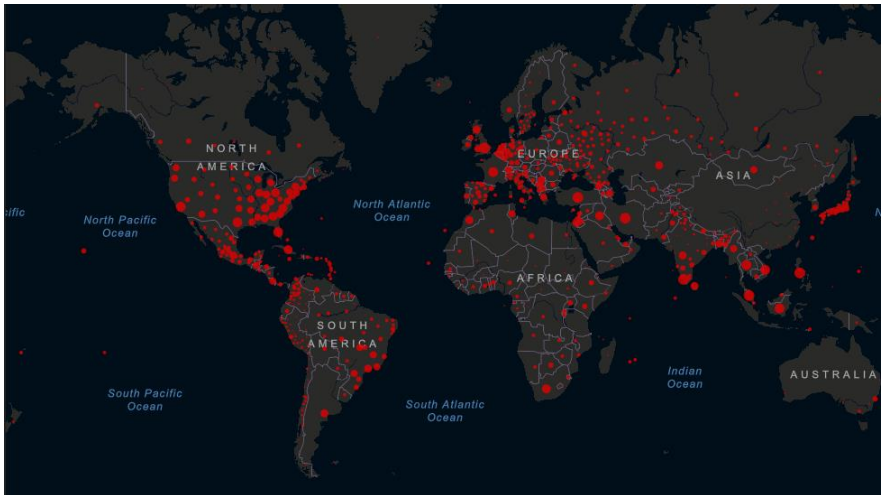 NORTH
AMERICA
EUROPE
ASIA
cific
North Pacific
Ocean
North Atlantic
Ocean
N
AFRICA
SOUTH
AMERICA
Indian
Ocean
AUSTRALIA
South Pacific
Ocean
South Atlantic
Ocean